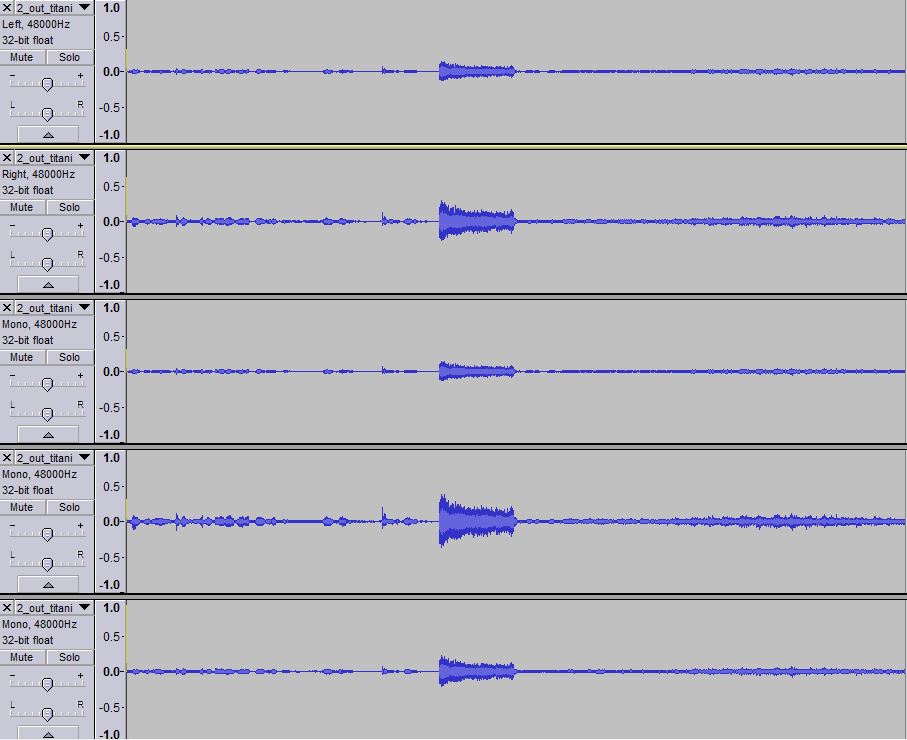 2_out_titani
1.0
Left, 48000Hz
32-bit float
0.5
Mute Solo
- +
0.0
L R
-0.5
-1.0
2_out_titani
1.0
Right, 48000Hz
32-bit float
0.5
Mute Solo
- +
0.0
L R
-0.5
-1.0
2_out_titani
1.0
Mono, 48000Hz
32-bit float
0.5
Mute Solo
- +
0.0
L R
-0.5
-1.0
2_out_titani
1.0
Mono, 48000Hz
32-bit float
0.5
Mute Solo
- +
0.0
L R
-0.5
-1.0
2_out_titani
1.0
Mono, 48000Hz
32-bit float
0.5
Mute Solo
- +
0.0
L R
-0.5
-1.0